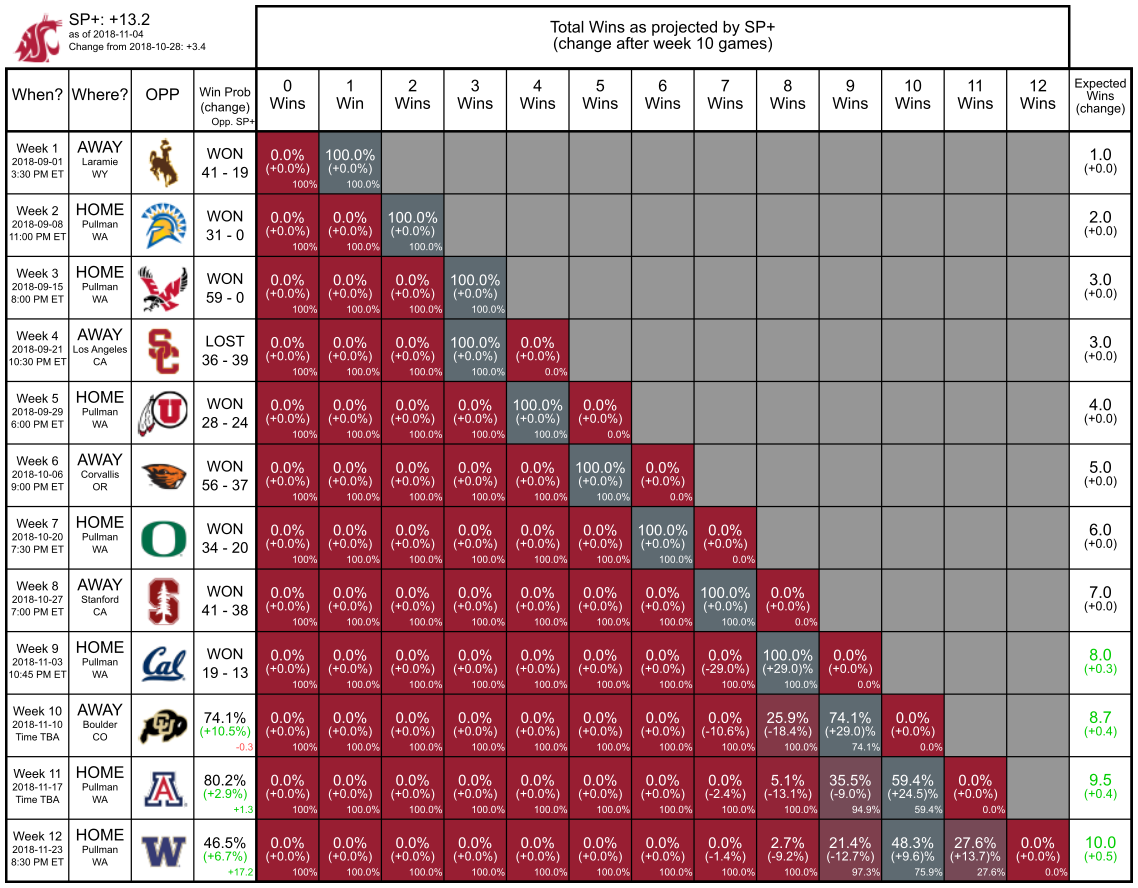 SP+: +13.2
as of 2018-11-04
Change from 2018-10-28: +3.4
Total Wins as projected by SP+
(change after week 10 games)
When? Where? OPP Win Prob (change) Opp. SP+ 0 Wins 1 Win 2 Wins 3 Wins 4 Wins 5 Wins 6 Wins 7 Wins 8 Wins 9 Wins 10 Wins 11 Wins 12 Wins Expected Wins (change)
Week 1 AWAY WON 0.0% 100.0% 1.0
2018-09-01 Laramie 41 - 19 (+0.0%) (+0.0%) (+0.0)
3:30 PM ET WY 100% 100.0%
Week 2 HOME WON 0.0% 0.0% 100.0% 2.0
2018-09-08 Pullman 31 - 0 (+0.0%) (+0.0%) (+0.0%) (+0.0)
11:00 PM ET WA 100% 100.0% 100.0%
Week 3 HOME WON 0.0% 0.0% 0.0% 100.0% 3.0
2018-09-15 Pullman 59 - 0 (+0.0%) (+0.0%) (+0.0%) (+0.0%) (+0.0)
8:00 PM ET WA 100% 100.0% 100.0% 100.0%
Week 4 AWAY SC LOST 0.0% 0.0% 0.0% 100.0% 0.0% 3.0
2018-09-21 Los Angeles 36 - 39 (+0.0%) (+0.0%) (+0.0%) (+0.0%) (+0.0%) (+0.0)
10:30 PM ET CA 100% 100.0% 100.0% 100.0% 0.0%
Week 5 HOME U WON 0.0% 0.0% 0.0% 0.0% 100.0% 0.0% 4.0
2018-09-29 Pullman 28 - 24 (+0.0%) (+0.0%) (+0.0%) (+0.0%) (+0.0%) (+0.0%) (+0.0)
6:00 PM ET WA 100% 100.0% 100.0% 100.0% 100.0% 0.0%
Week 6 AWAY WON 0.0% 0.0% 0.0% 0.0% 0.0% 100.0% 0.0% 5.0
2018-10-06 Corvallis 56 - 37 (+0.0%) (+0.0%) (+0.0%) (+0.0%) (+0.0%) (+0.0%) (+0.0%) (+0.0)
9:00 PM ET OR 100% 100.0% 100.0% 100.0% 100.0% 100.0% 0.0%
Week 7 HOME O WON 0.0% 0.0% 0.0% 0.0% 0.0% 0.0% 100.0% 0.0% 6.0
2018-10-20 Pullman 34 - 20 (+0.0%) (+0.0%) (+0.0%) (+0.0%) (+0.0%) (+0.0%) (+0.0%) (+0.0%) (+0.0)
7:30 PM ET WA 100% 100.0% 100.0% 100.0% 100.0% 100.0% 100.0% 0.0%
Week 8 AWAY S WON 0.0% 0.0% 0.0% 0.0% 0.0% 0.0% 0.0% 100.0% 0.0% 7.0
2018-10-27 Stanford 41 - 38 (+0.0%) (+0.0%) (+0.0%) (+0.0%) (+0.0%) (+0.0%) (+0.0%) (+0.0%) (+0.0%) (+0.0)
7:00 PM ET CA 100% 100.0% 100.0% 100.0% 100.0% 100.0% 100.0% 100.0% 0.0%
Week 9 HOME Cal WON 0.0% 0.0% 0.0% 0.0% 0.0% 0.0% 0.0% 0.0% 100.0% 0.0% 8.0
2018-11-03 Pullman 19 - 13 (+0.0%) (+0.0%) (+0.0%) (+0.0%) (+0.0%) (+0.0%) (+0.0%) (-29.0%) (+29.0)% (+0.0%) (+0.3)
10:45 PM ET WA 100% 100.0% 100.0% 100.0% 100.0% 100.0% 100.0% 100.0% 100.0% 0.0%
Week 10 AWAY CU 74.1% 0.0% 0.0% 0.0% 0.0% 0.0% 0.0% 0.0% 0.0% 25.9% 74.1% 0.0% 8.7
2018-11-10 Boulder (+10.5%) (+0.0%) (+0.0%) (+0.0%) (+0.0%) (+0.0%) (+0.0%) (+0.0%) (-10.6%) (-18.4%) (+29.0)% (+0.0%) (+0.4)
Time TBA CO -0.3 100% 100.0% 100.0% 100.0% 100.0% 100.0% 100.0% 100.0% 100.0% 74.1% 0.0%
Week 11 HOME A 80.2% 0.0% 0.0% 0.0% 0.0% 0.0% 0.0% 0.0% 0.0% 5.1% 35.5% 59.4% 0.0% 9.5
2018-11-17 Pullman (+2.9%) (+0.0%) (+0.0%) (+0.0%) (+0.0%) (+0.0%) (+0.0%) (+0.0%) (-2.4%) (-13.1%) (-9.0%) (+24.5)% (+0.0%) (+0.4)
Time TBA WA +1.3 100% 100.0% 100.0% 100.0% 100.0% 100.0% 100.0% 100.0% 100.0% 94.9% 59.4% 0.0%
Week 12 HOME W 46.5% 0.0% 0.0% 0.0% 0.0% 0.0% 0.0% 0.0% 0.0% 2.7% 21.4% 48.3% 27.6% 0.0% 10.0
2018-11-23 Pullman (+6.7%) (+0.0%) (+0.0%) (+0.0%) (+0.0%) (+0.0%) (+0.0%) (+0.0%) (-1.4%) (-9.2%) (-12.7%) (+9.6)% (+13.7)% (+0.0%) (+0.5)
8:30 PM ET WA +17.2 100% 100.0% 100.0% 100.0% 100.0% 100.0% 100.0% 100.0% 100.0% 97.3% 75.9% 27.6% 0.0%